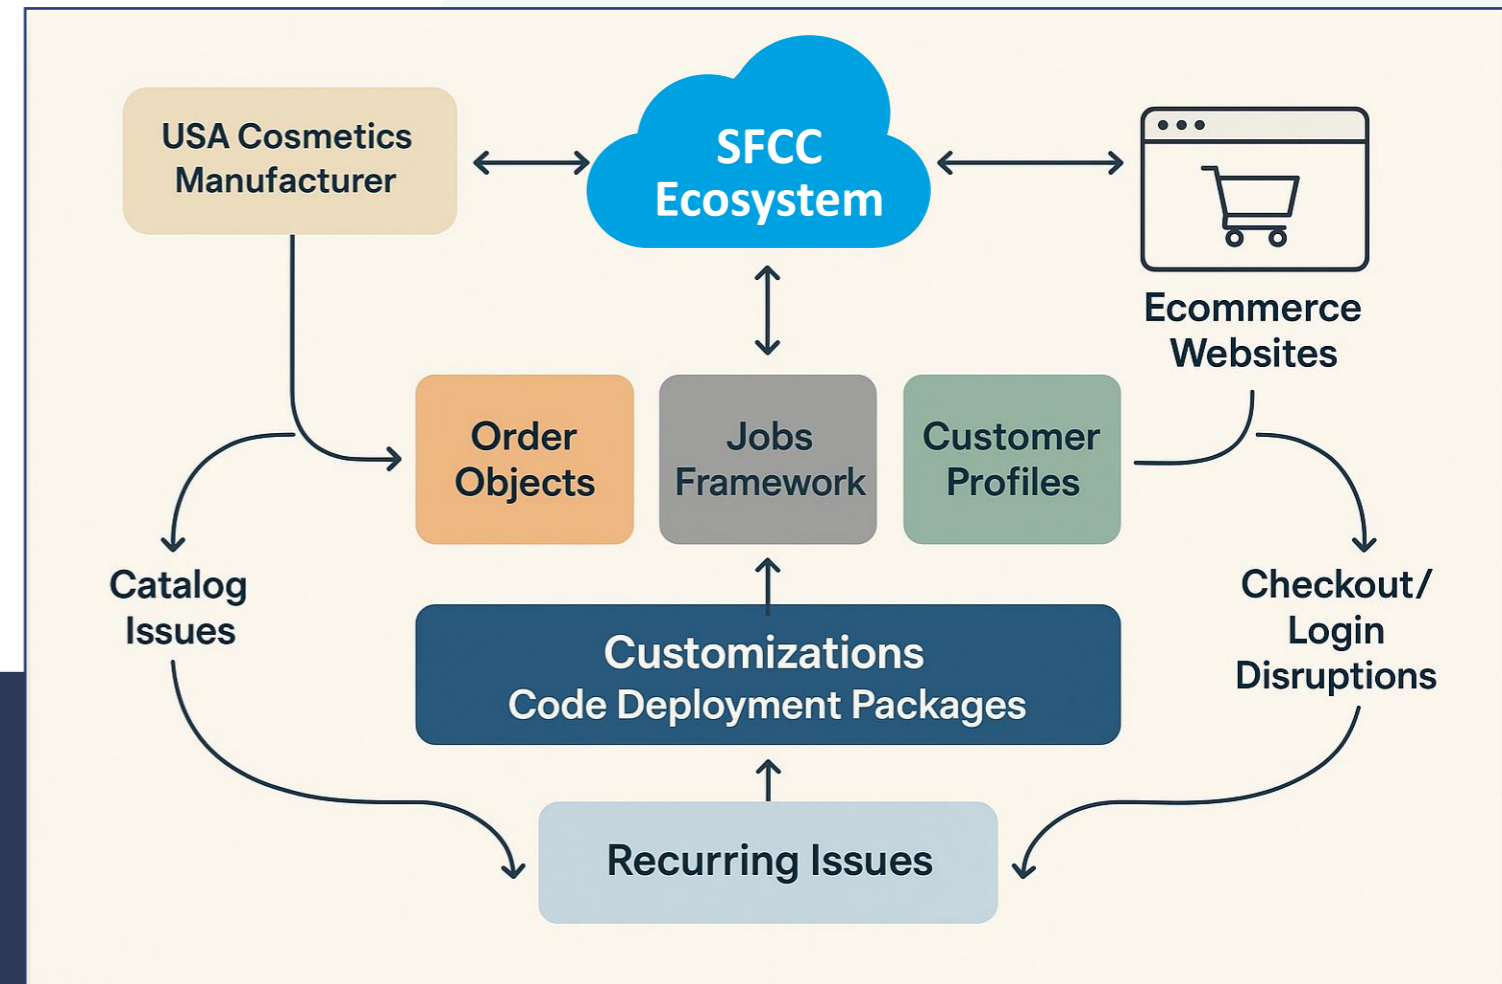 USA Cosmetics
Manufacturer
SFCC
Ecosystem
Ecommerce
Websites
Order
Objects
Jobs
Framework
Customer
Profiles
Catalog
Issues
Checkout/
Login
Disruptions
Customizations
Code Deployment Packages
Recurring Issues